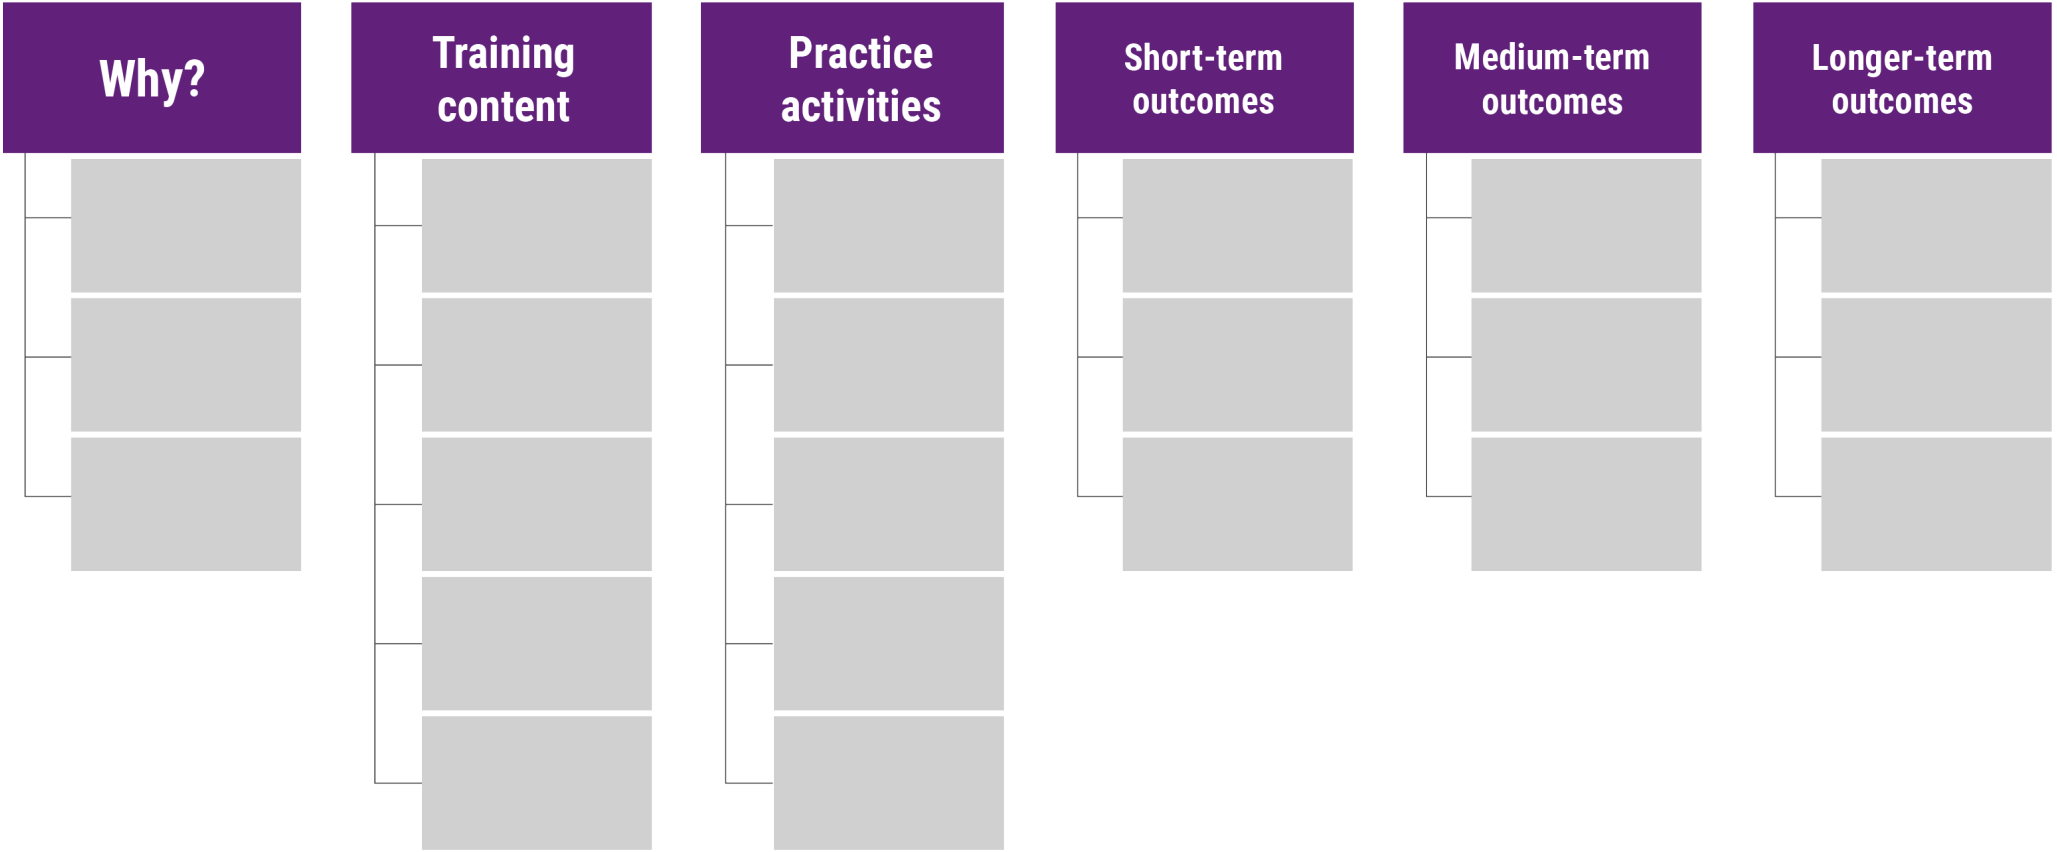 Why?
Training
content
Practice
activities
Short-term
outcomes
Medium-term
outcomes
Longer-term
outcomes